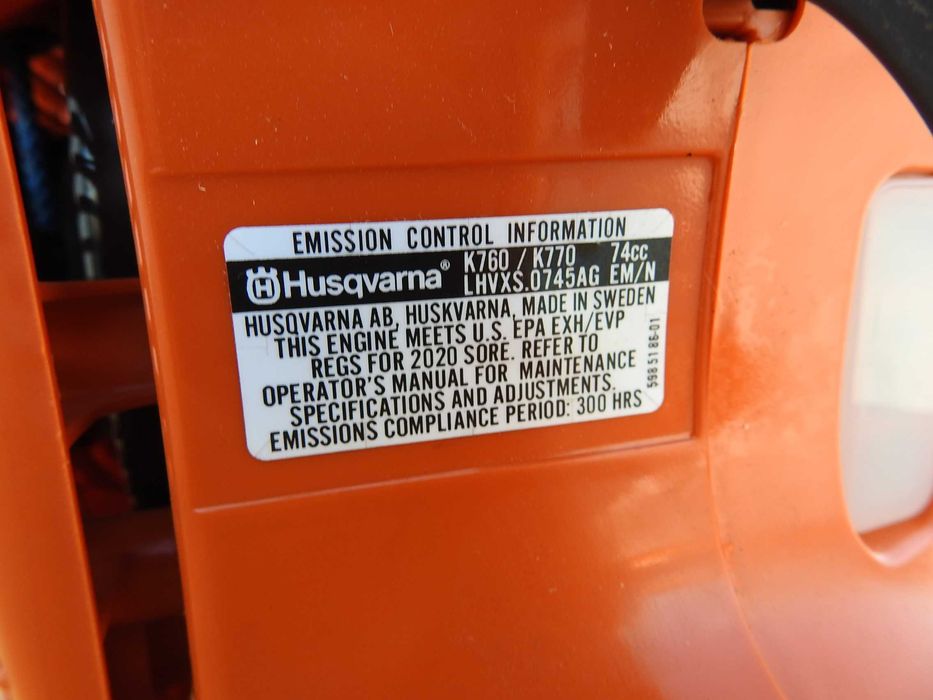 EMISSION CONTROL INFORMATION
Husqvarna® K760 / K770 74cc
LHVXS.0745AG EM/N
HUSQVARNA AB, HUSKVARNA, MADE IN SWEDEN
THIS ENGINE MEETS U.S. EPA EXH/EVP
REGS FOR 2020 SORE. REFER TO
OPERATOR'S MANUAL FOR MAINTENANCE
SPECIFICATIONS AND ADJUSTMENTS.
EMISSIONS COMPLIANCE PERIOD: 300 HRS
598 51 86-01